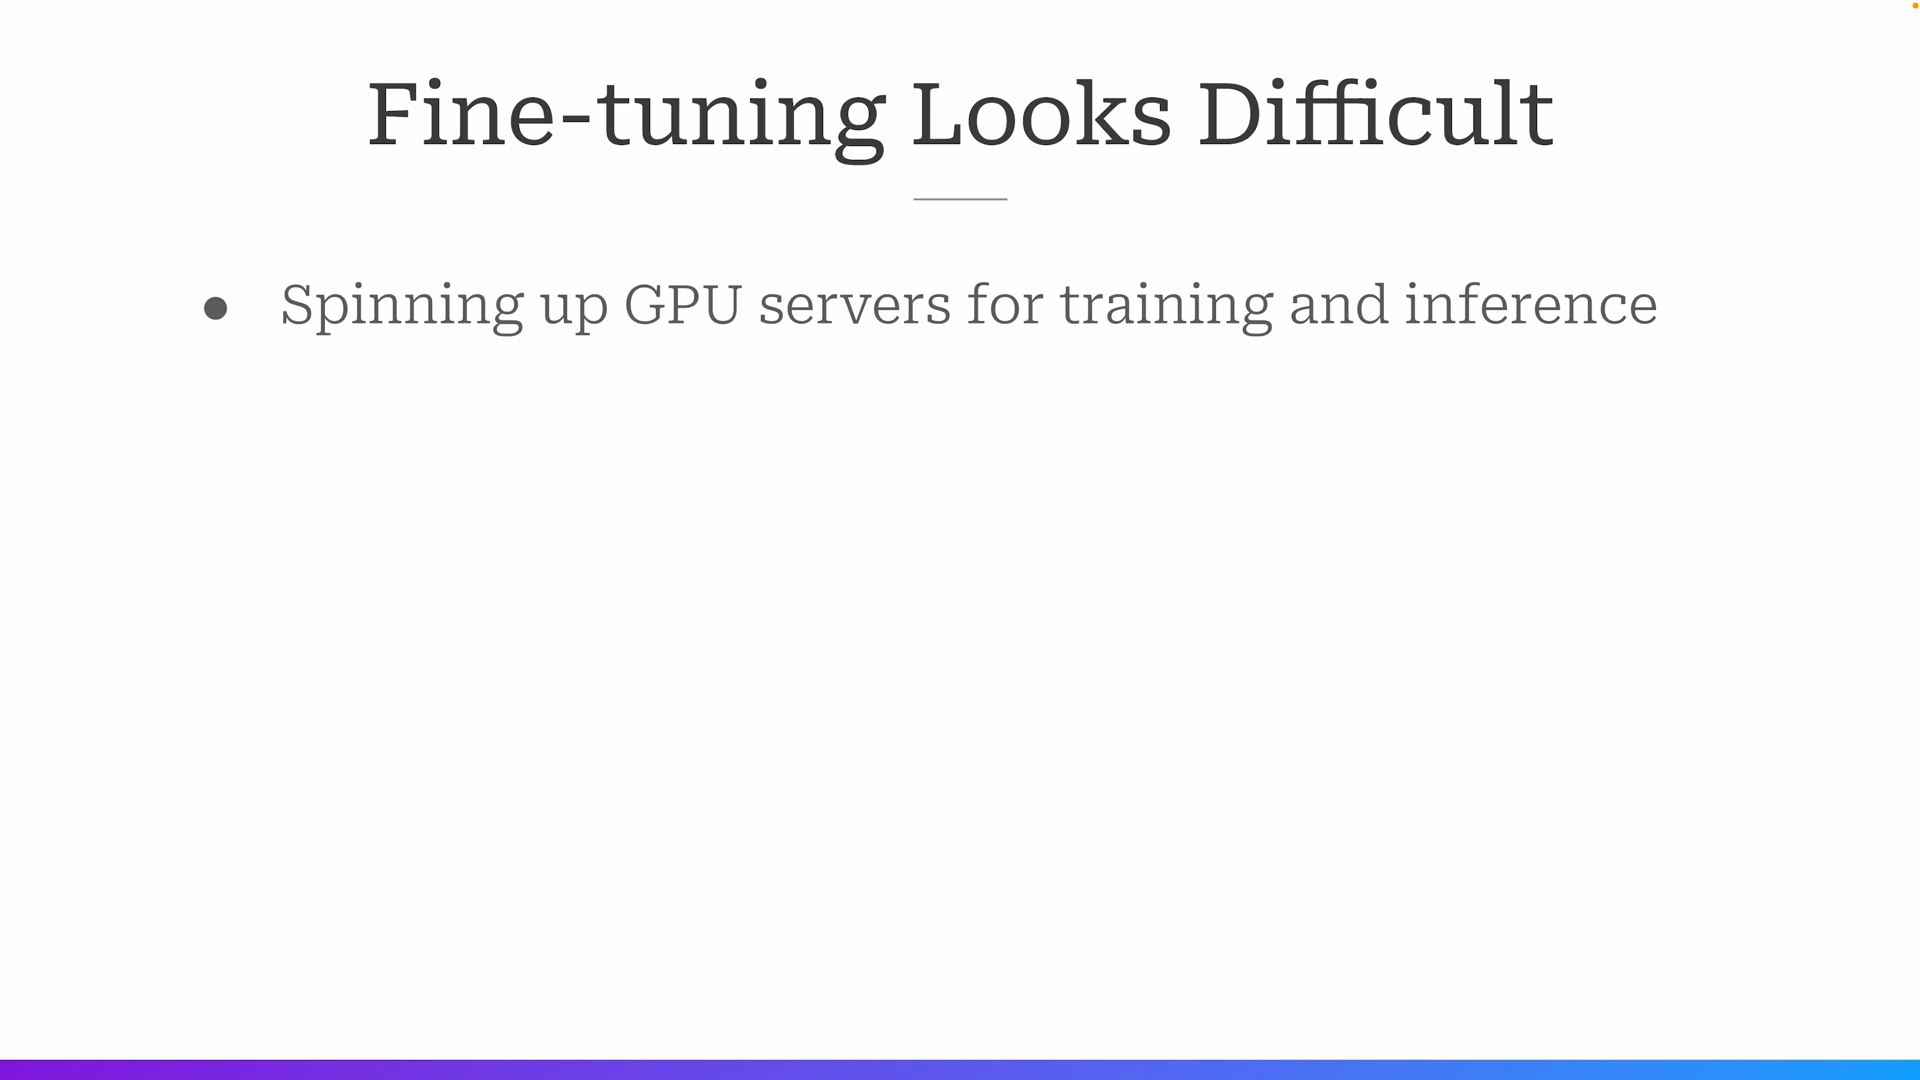 Fine-tuning Looks Difficult
● Spinning up GPU servers for training and inference